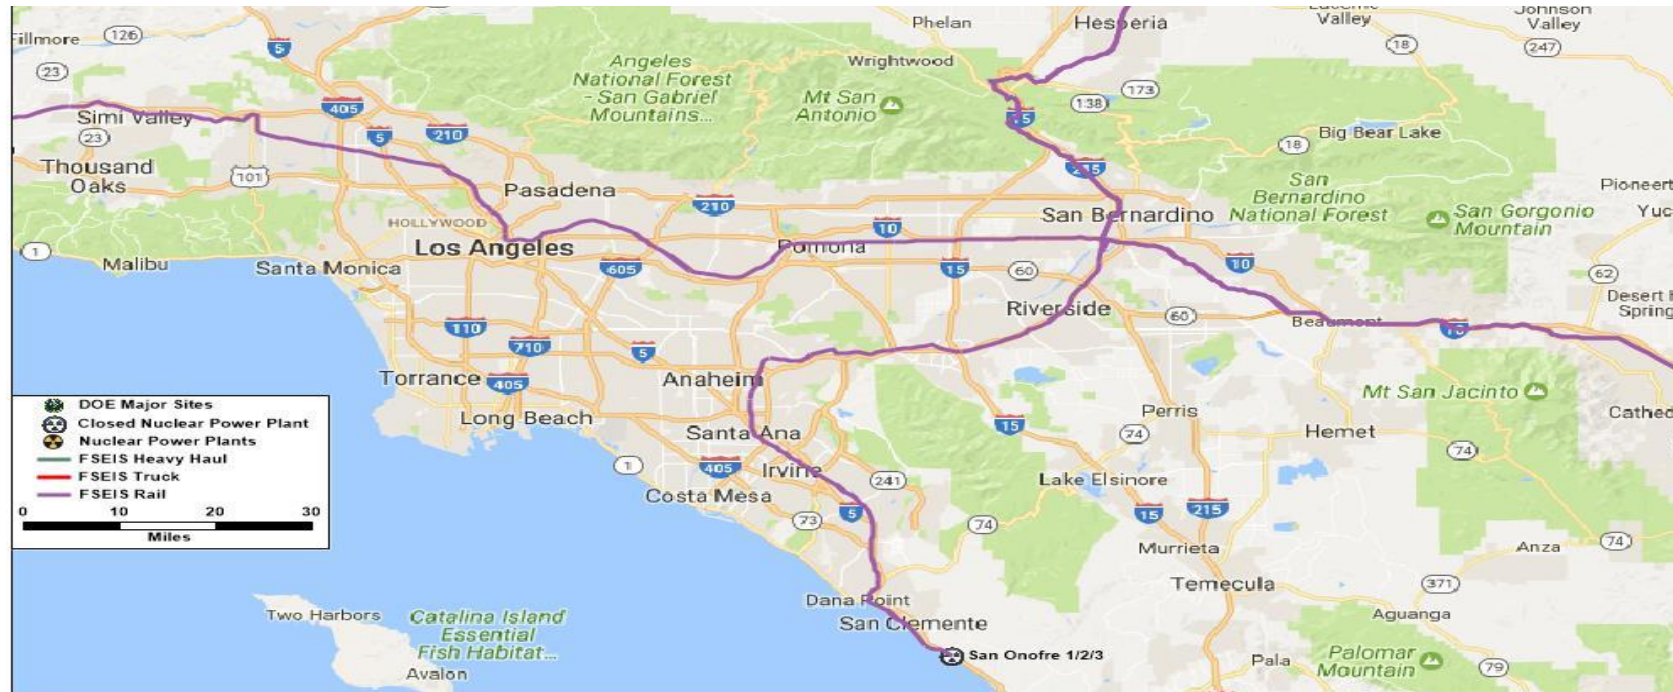 Fillmore
126
5
Phelan
Hesperia
Lucerne
Valley
Johnson
Valley
18
247
23
Angeles
National Forest
- San Gabriel
Mountains...
Wrightwood
Mt San
Antonio
173
138
15
Simi Valley
405
5
210
23
Big Bear Lake
18
Thousand
Oaks
101
Pasadena
210
215
San
Bernardino
National Forest
Pioneert
Yuc
HOLLYWOOD
Los Angeles
10
San Bernardino
San Gorgonio
Mountain
1
Malibu
Santa Monica
605
Pomona
15
60
10
62
Desert H
Spring
110
710
5
Riverside
60
Beaumont
10
Torrance
405
Anaheim
Mt San Jacinto
Long Beach
Perris
Cathed
Santa Ana
15
74
Hemet
74
1
405
Irvine
241
Lake Elsinore
Costa Mesa
73
5
74
15
215
Murrieta
Anza
74
Temecula
371
Dana Point
Aguanga
San Clemente
Two Harbors
Catalina Island
Essential
Fish Habitat...
Avalon
San Onofre 1/2/3
Pala
Palomar
Mountain
79
DOE Major Sites
Closed Nuclear Power Plant
Nuclear Power Plants
FSEIS Heavy Haul
FSEIS Truck
FSEIS Rail
0 10 20 30
Miles